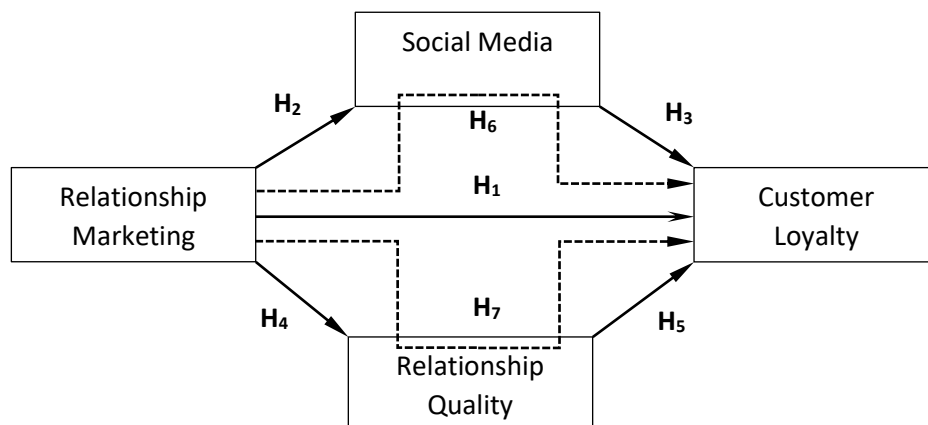 Social Media
H₂
H₆
H₃
Relationship
Marketing
H₁
Customer
Loyalty
H₄
H₇
H₅
Relationship
Quality